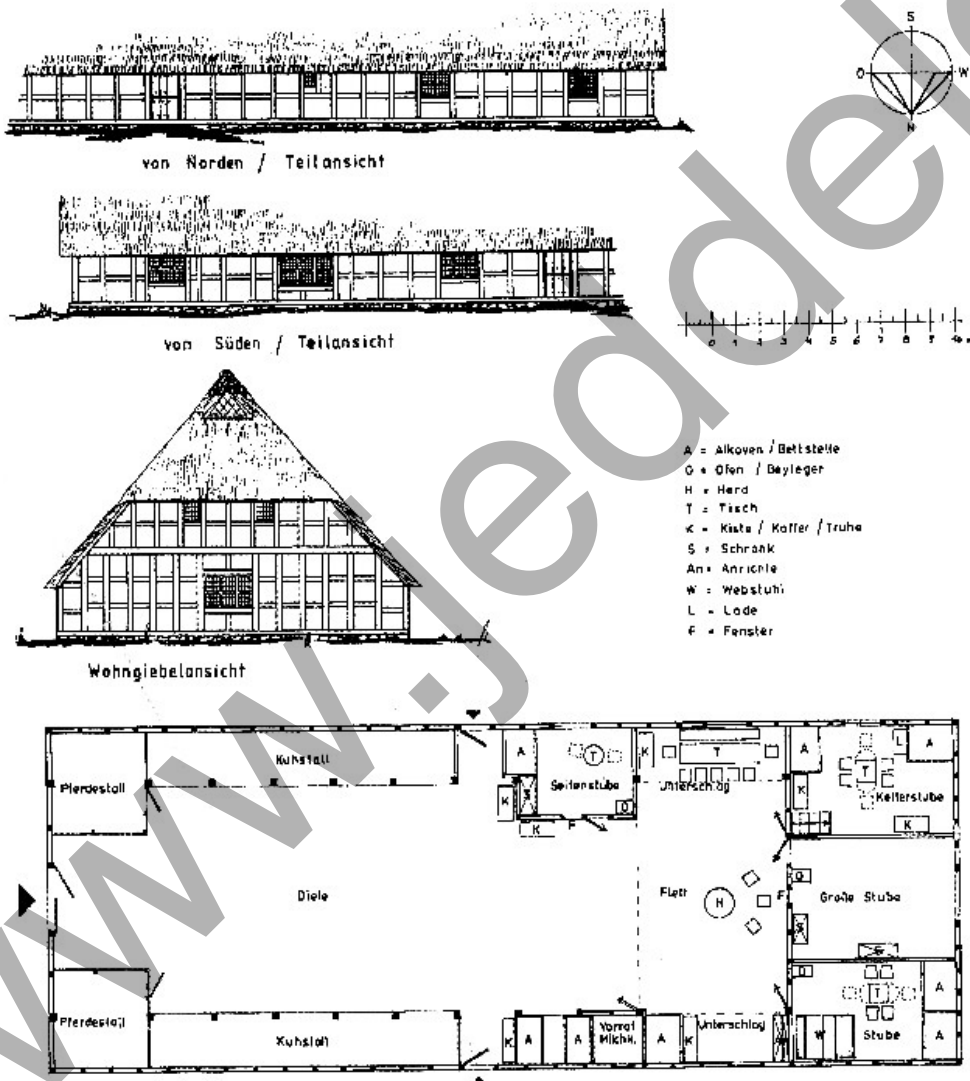 von Norden / Teilansicht
S
O
W
N
von Süden / Teilansicht
0 1 2 3 4 5 6 7 8 9 10 m
Wohngiebelansicht
A = Alkoven / Bettstelle
O = Ofen / Beyleger
H = Herd
T = Tisch
K = Kiste / Koffer / Truhe
S = Schrank
An = Anrichte
W = Webstuhl
L = Lade
F = Fenster
Pferdestall
Kuhstall
A
S
K
K
T
Seitenstube
O
F
K
T
Unterschlag
A
K
T
L
A
Kellerstube
K
Diele
Flett
H
F
O
Große Stube
S
S
Pferdestall
Kuhstall
K
A
A
Vorrat
Milchk.
A
K
Unterschlag
O
W
T
Stube
A
A
www.jedde